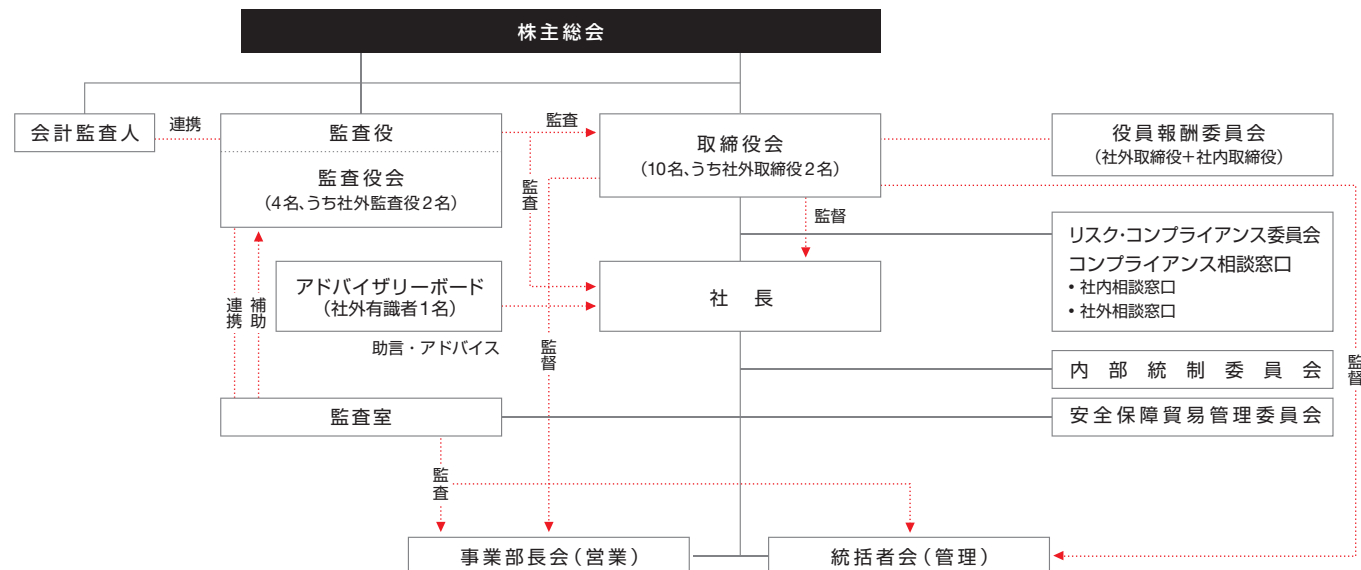 株主総会
会計監査人
連携
監査役
監査
取締役会
(10名、うち社外取締役2名)
役員報酬委員会
(社外取締役+社内取締役)
監査役会
(4名、うち社外監査役2名)
監査
監督
リスク・コンプライアンス委員会
コンプライアンス相談窓口
• 社内相談窓口
• 社外相談窓口
アドバイザリーボード
(社外有識者1名)
社長
連携
補助
助言・アドバイス
監督
監督
内部統制委員会
監査室
安全保障貿易管理委員会
監査
事業部長会(営業)
統括者会(管理)